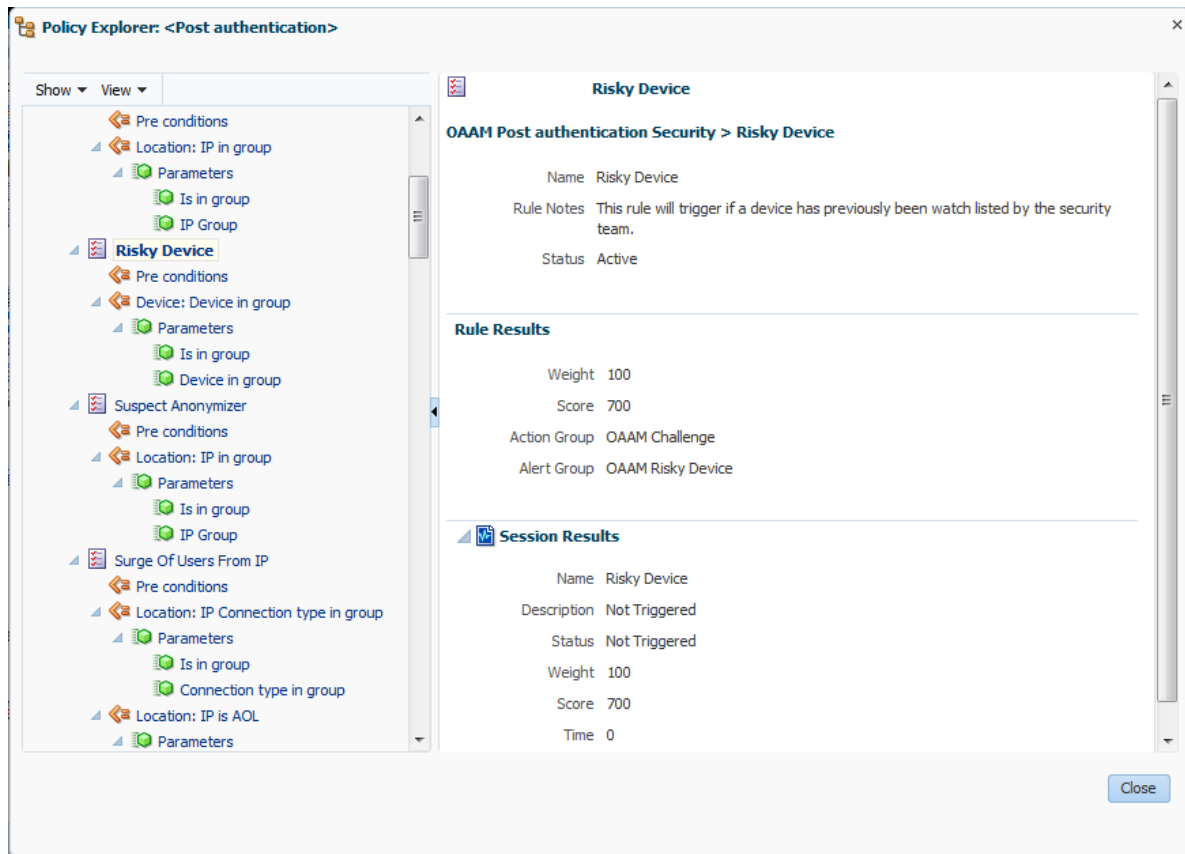 Policy Explorer: <Post authentication>
Show View
Pre conditions
Location: IP in group
Parameters
Is in group
IP Group
Risky Device
Pre conditions
Device: Device in group
Parameters
Is in group
Device in group
Suspect Anonymizer
Pre conditions
Location: IP in group
Parameters
Is in group
IP Group
Surge Of Users From IP
Pre conditions
Location: IP Connection type in group
Parameters
Is in group
Connection type in group
Location: IP is AOL
Parameters
Risky Device
OAAM Post authentication Security > Risky Device
Name Risky Device
Rule Notes This rule will trigger if a device has previously been watch listed by the security
team.
Status Active
Rule Results
Weight 100
Score 700
Action Group OAAM Challenge
Alert Group OAAM Risky Device
Session Results
Name Risky Device
Description Not Triggered
Status Not Triggered
Weight 100
Score 700
Time 0
Close